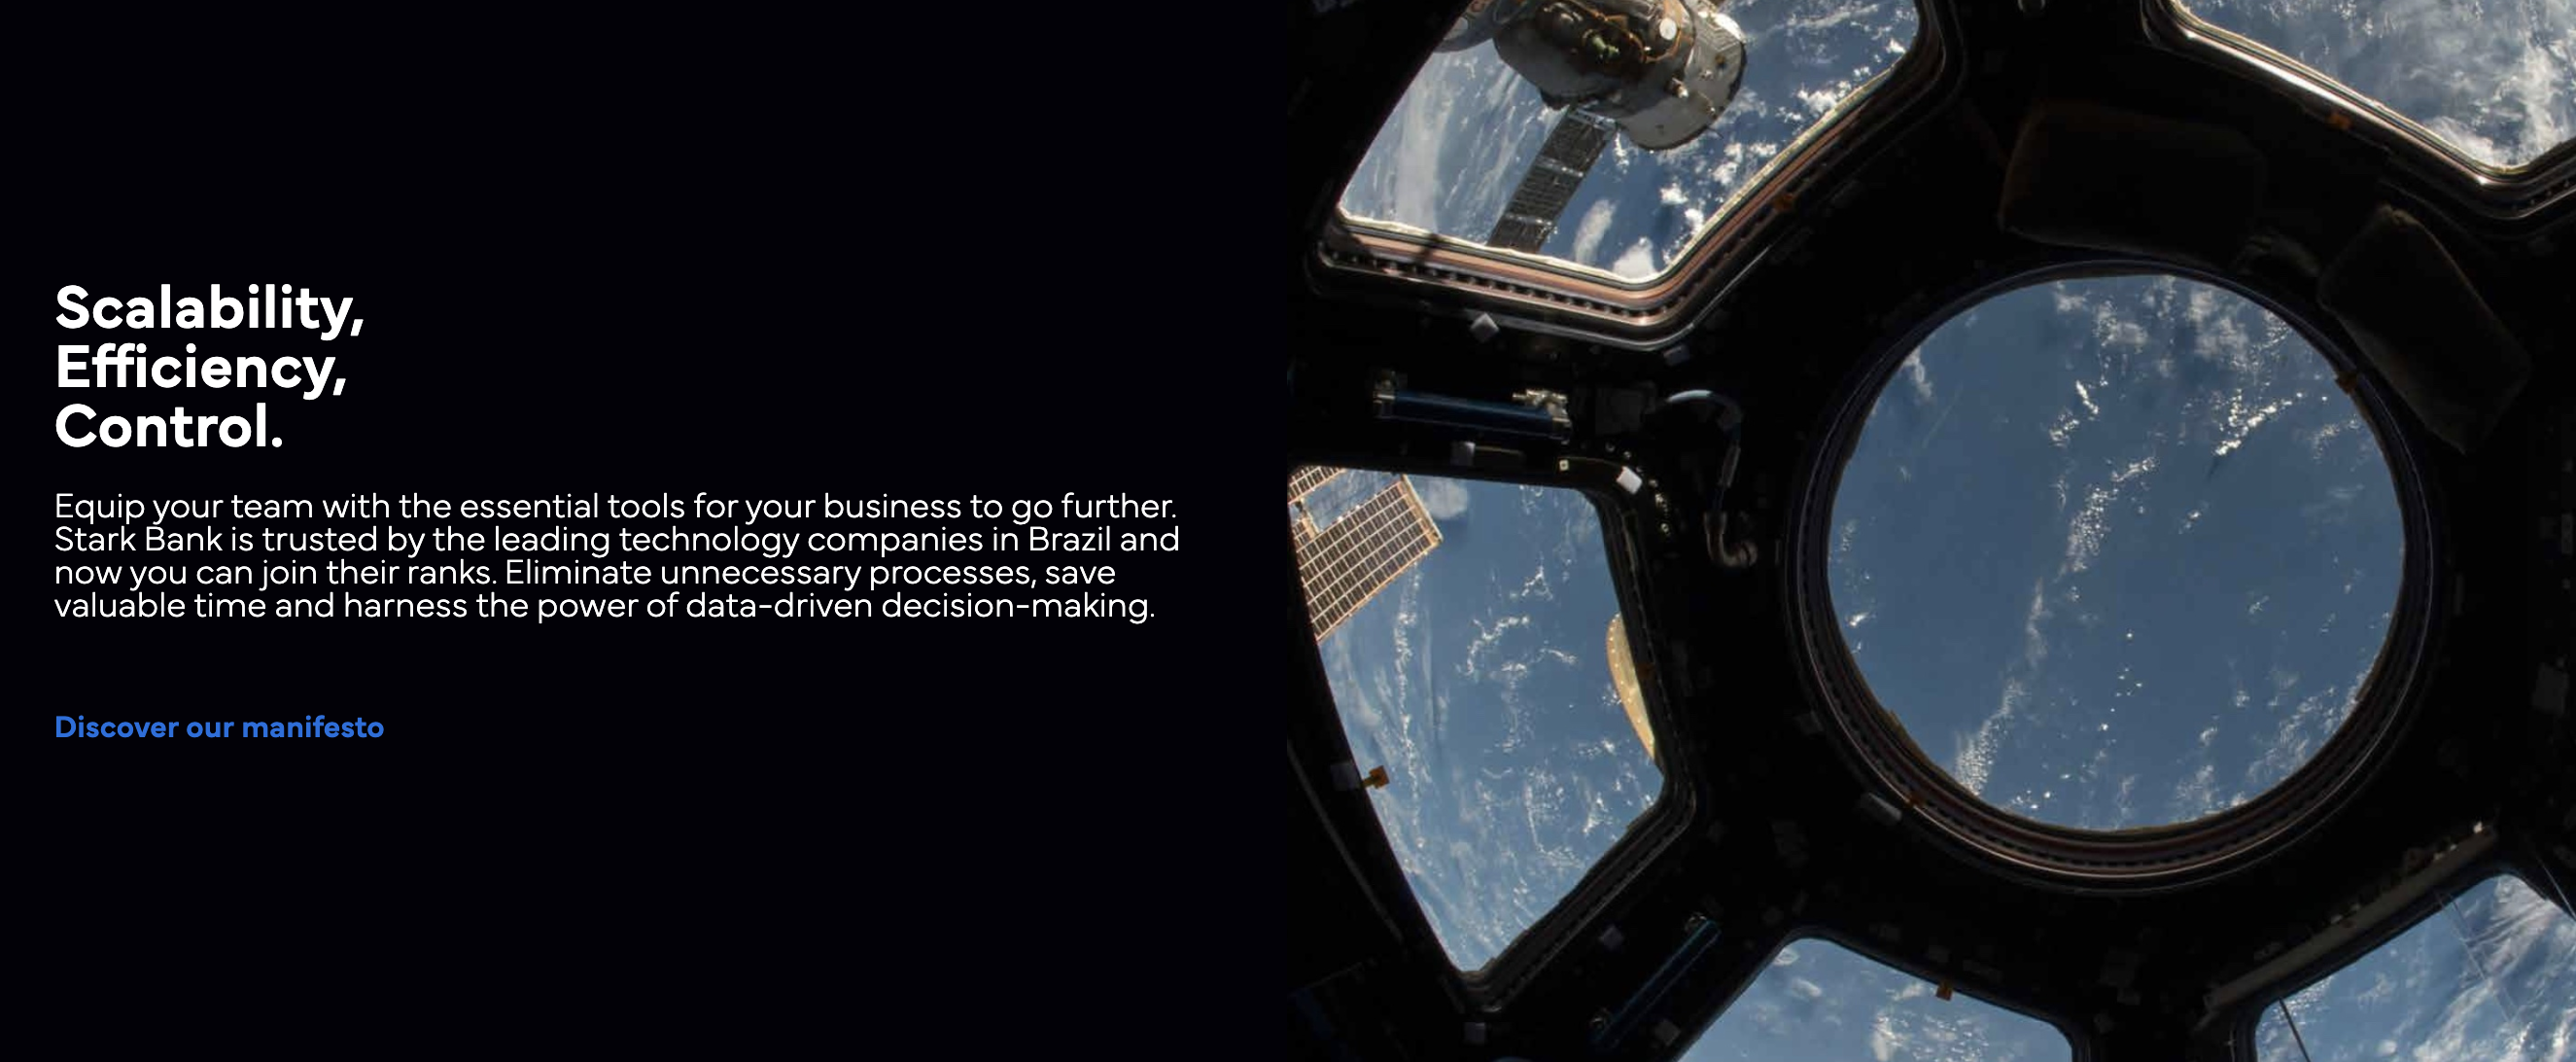 Scalability,
Efficiency,
Control.
Equip your team with the essential tools for your business to go further.
Stark Bank is trusted by the leading technology companies in Brazil and
now you can join their ranks. Eliminate unnecessary processes, save
valuable time and harness the power of data-driven decision-making.
Discover our manifesto